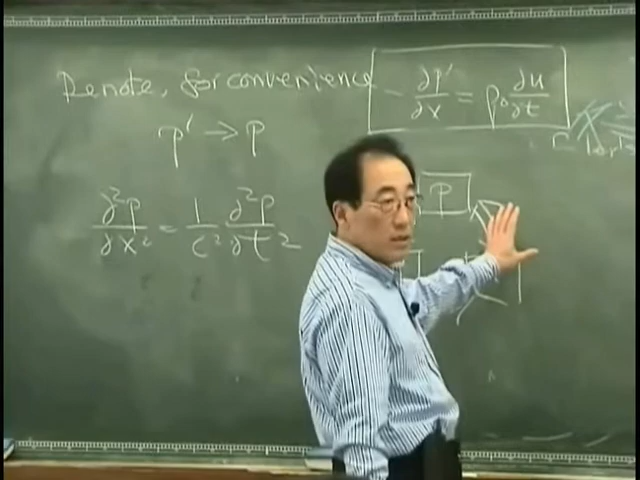 Denote, for convenience
p' → p
∂²p/∂x² = 1/c² ∂²p/∂t²
- ∂p'/∂x = ρ₀ ∂u/∂t
p